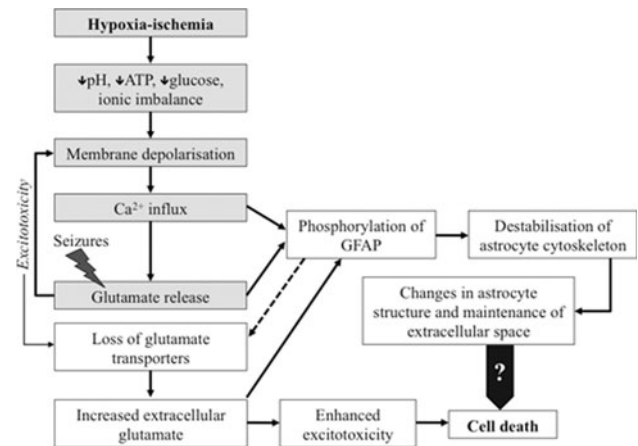 Hypoxia-ischemia
↓pH, ↓ATP, ↓glucose,
ionic imbalance
Membrane depolarisation
Excitotoxicity
Ca²⁺ influx
Seizures
Glutamate release
Phosphorylation of
GFAP
Destabilisation of
astrocyte cytoskeleton
Changes in astrocyte
structure and maintenance of
extracellular space
Loss of glutamate
transporters
?
Increased extracellular
glutamate
Enhanced
excitotoxicity
Cell death